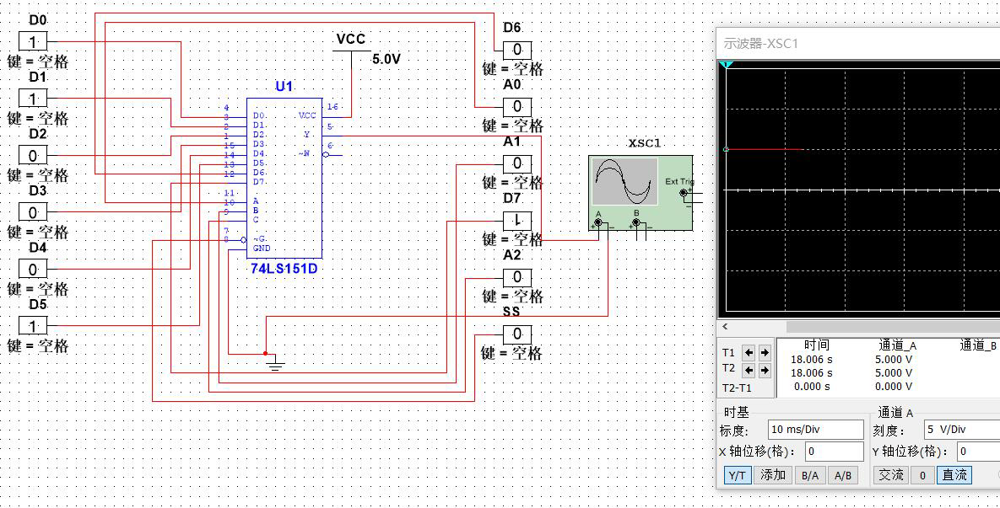 D0
1
键 = 空格
D1
1
键 = 空格
D2
0
键 = 空格
D3
0
键 = 空格
D4
0
键 = 空格
D5
1
键 = 空格
VCC
5.0V
U1
4
3
2
1
15
14
13
12
11
10
9
7
8
D0
D1
D2
D3
D4
D5
D6
D7
A
B
C
~G
GND
VCC
Y
~W
16
5
6
74LS151D
D6
0
键 = 空格
A0
0
键 = 空格
A1
0
键 = 空格
D7
1
键 = 空格
A2
0
键 = 空格
SS
0
键 = 空格
XSC1
Ext Trig
+
−
A
B
+ −
+ −
示波器-XSC1
1
时间 通道_A 通道_B
T1 18.006 s 5.000 V
T2 18.006 s 5.000 V
T2-T1 0.000 s 0.000 V
时基 通道 A
标度: 10 ms/Div 刻度: 5 V/Div
X 轴位移(格): 0 Y 轴位移(格): 0
Y/T 添加 B/A A/B 交流 0 直流